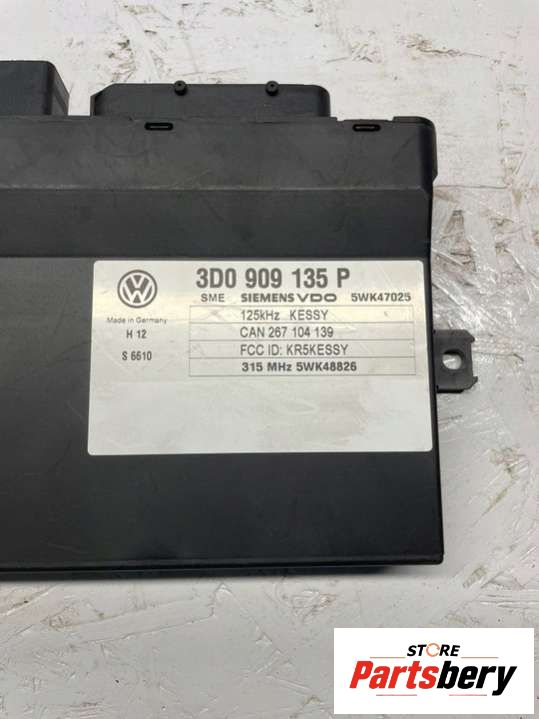 3D0 909 135 P
SME SIEMENS VDO 5WK47025
Made in Germany
125kHz KESSY
H 12
CAN 267 104 139
S 6610
FCC ID: KR5KESSY
315 MHz 5WK48826
STORE
Partsbery